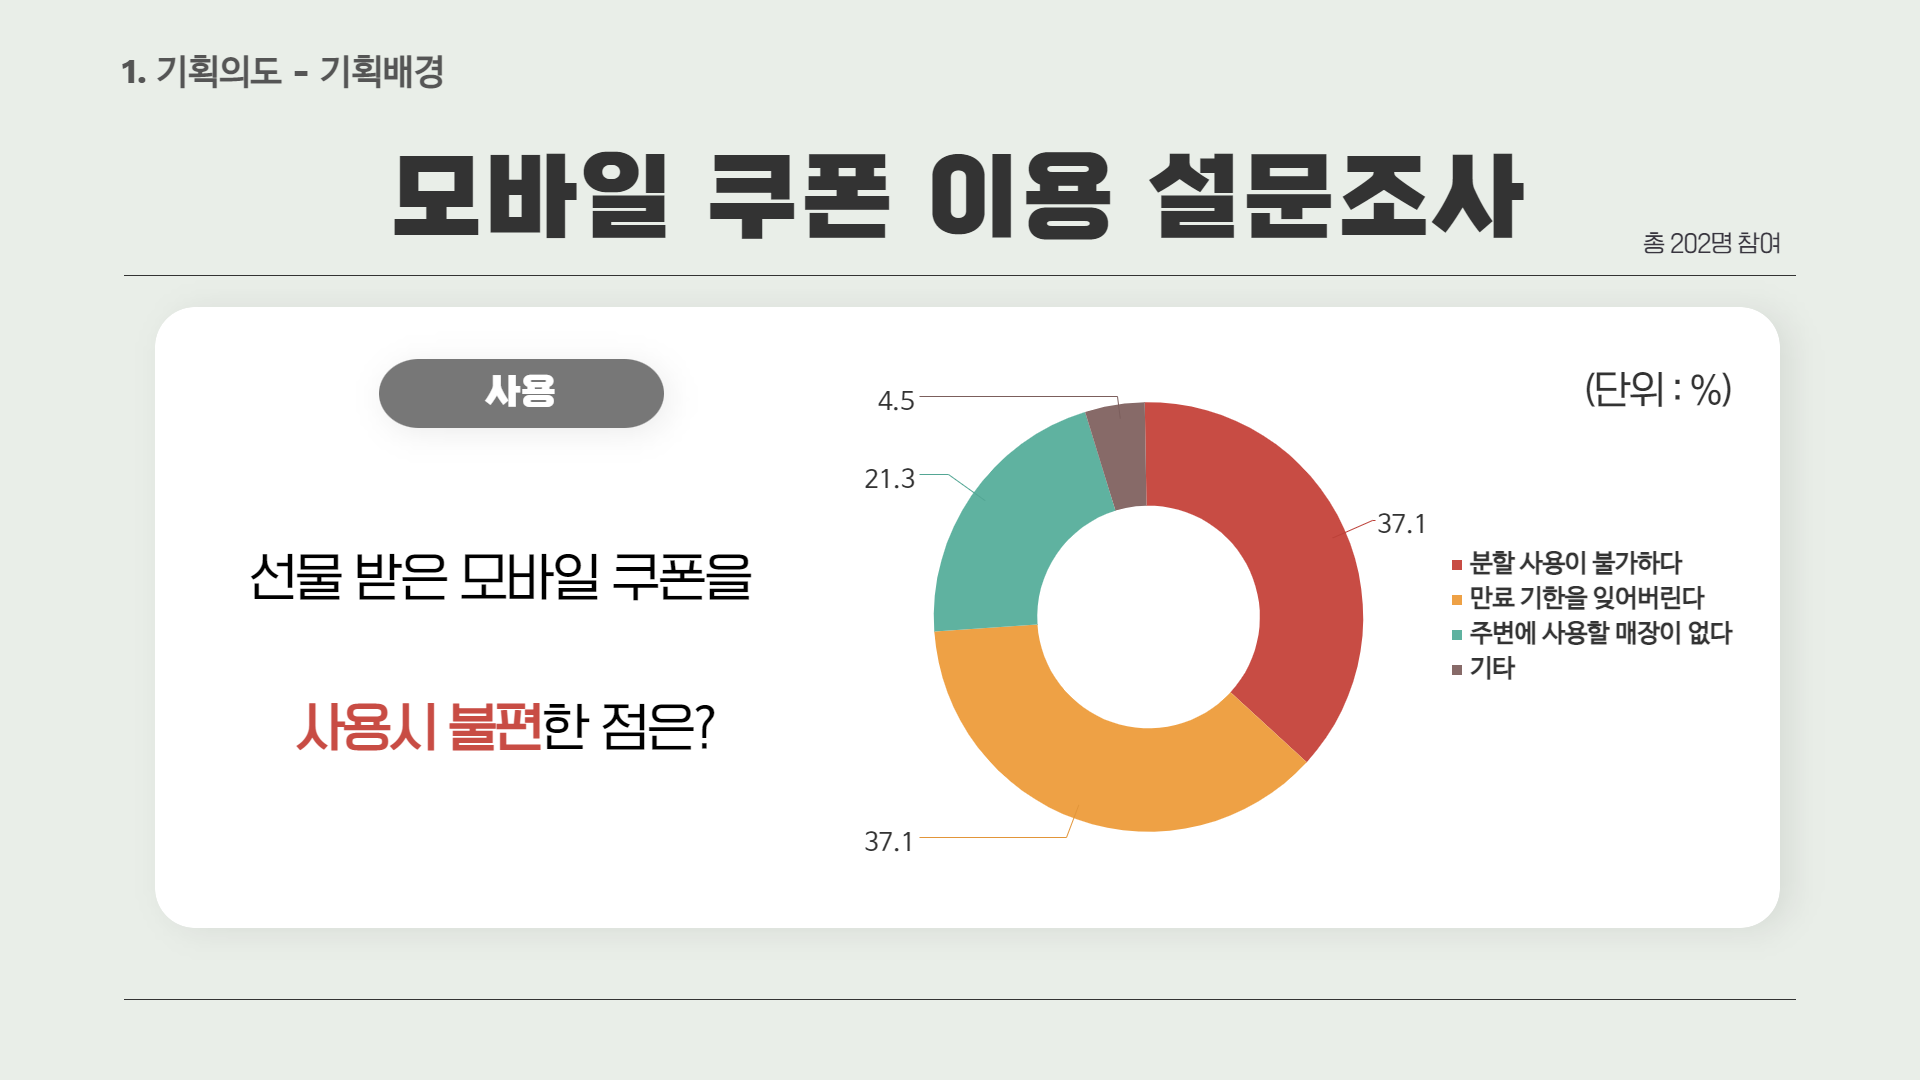 1. 기획의도 - 기획배경
모바일 쿠폰 이용 설문조사
총 202명 참여
사용
선물 받은 모바일 쿠폰을
사용시 불편한 점은?
(단위 : %)
4.5
21.3
37.1
37.1
분할 사용이 불가하다
만료 기한을 잊어버린다
주변에 사용할 매장이 없다
기타